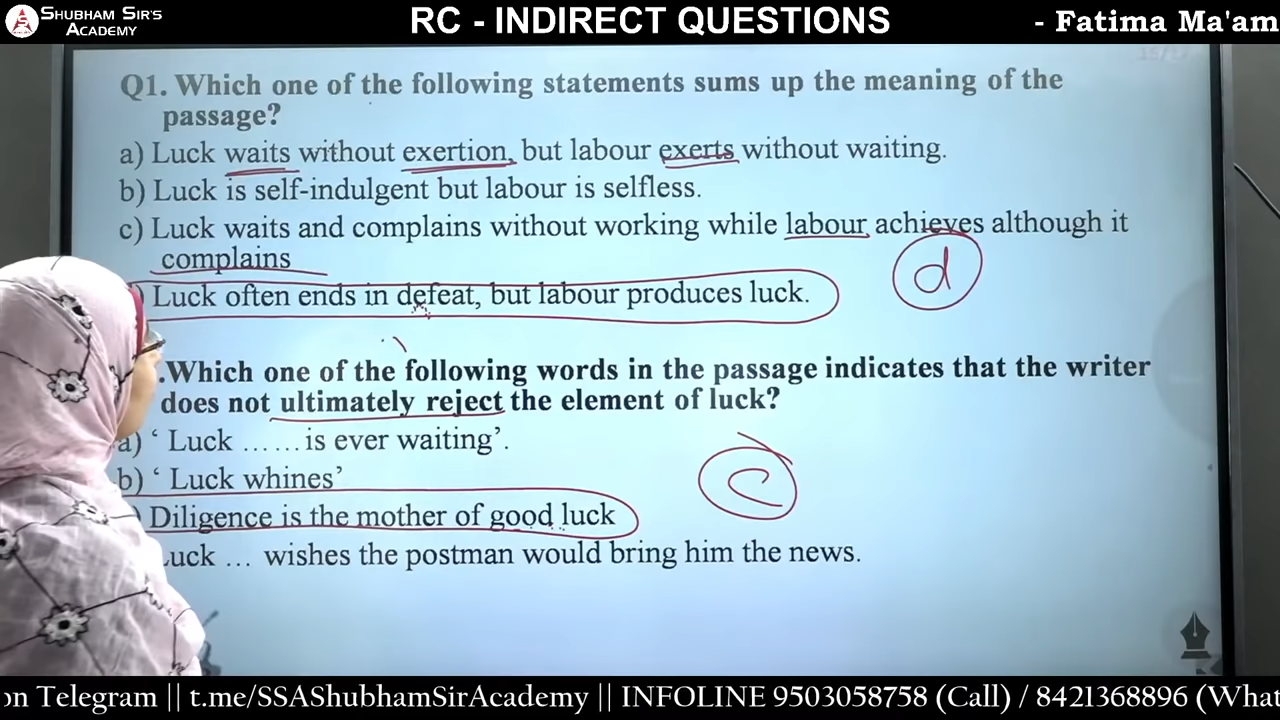 SHUBHAM SIR'S
ACADEMY
RC - INDIRECT QUESTIONS
- Fatima Ma'am
Q1. Which one of the following statements sums up the meaning of the
passage?
a) Luck waits without exertion, but labour exerts without waiting.
b) Luck is self-indulgent but labour is selfless.
c) Luck waits and complains without working while labour achieves although it
complains
) Luck often ends in defeat, but labour produces luck.
d
.Which one of the following words in the passage indicates that the writer
does not ultimately reject the element of luck?
a) ‘ Luck …… is ever waiting’.
b) ‘ Luck whines’
) Diligence is the mother of good luck
c
Luck … wishes the postman would bring him the news.
on Telegram || t.me/SSAShubhamSirAcademy || INFOLINE 9503058758 (Call) / 8421368896 (What